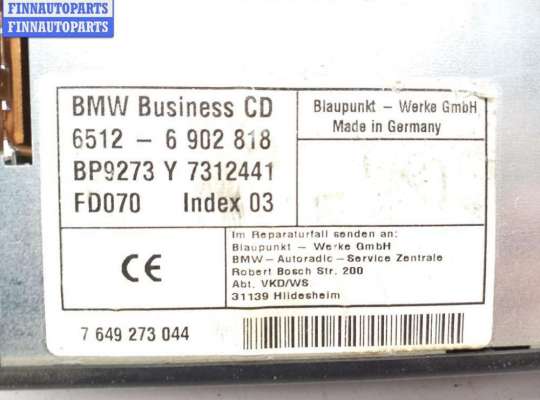 FINNAUTOPARTS
FINNAUTOPARTS
BMW Business CD
6512 - 6 902 818
BP9273 Y 7312441
FD070 Index 03
Blaupunkt - Werke GmbH
Made in Germany
CE
Im Reparaturfall senden an:
Blaupunkt - Werke GmbH
BMW - Autoradio - Service Zentrale
Robert Bosch Str. 200
Abt. VKD/WS
31139 Hildesheim
7 649 273 044